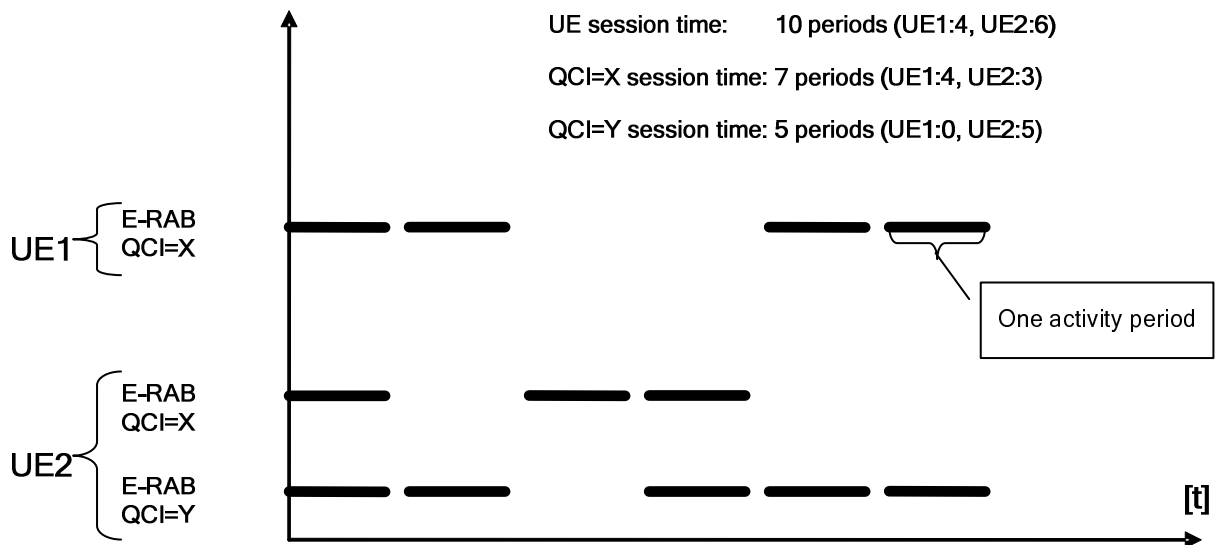 UE session time: 10 periods (UE1:4, UE2:6)
QCI=X session time: 7 periods (UE1:4, UE2:3)
QCI=Y session time: 5 periods (UE1:0, UE2:5)
UE1
E-RAB
QCI=X
One activity period
UE2
E-RAB
QCI=X
E-RAB
QCI=Y
[t]